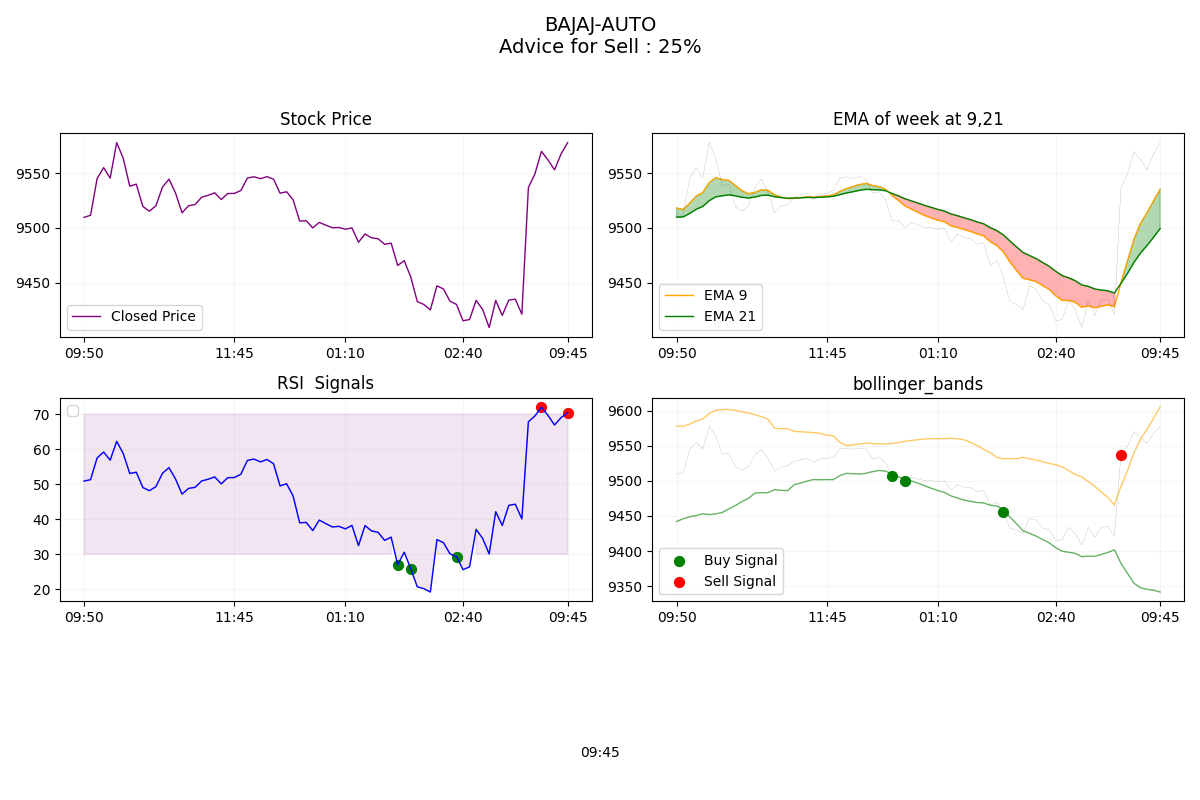 BAJAJ-AUTO
Advice for Sell : 25%
Stock Price
9550
9500
9450
Closed Price
09:50 11:45 01:10 02:40 09:45
EMA of week at 9,21
9550
9500
9450
EMA 9
EMA 21
09:50 11:45 01:10 02:40 09:45
RSI  Signals
70
60
50
40
30
20
09:50 11:45 01:10 02:40 09:45
bollinger_bands
9600
9550
9500
9450
9400
9350
Buy Signal
Sell Signal
09:50 11:45 01:10 02:40 09:45
09:45